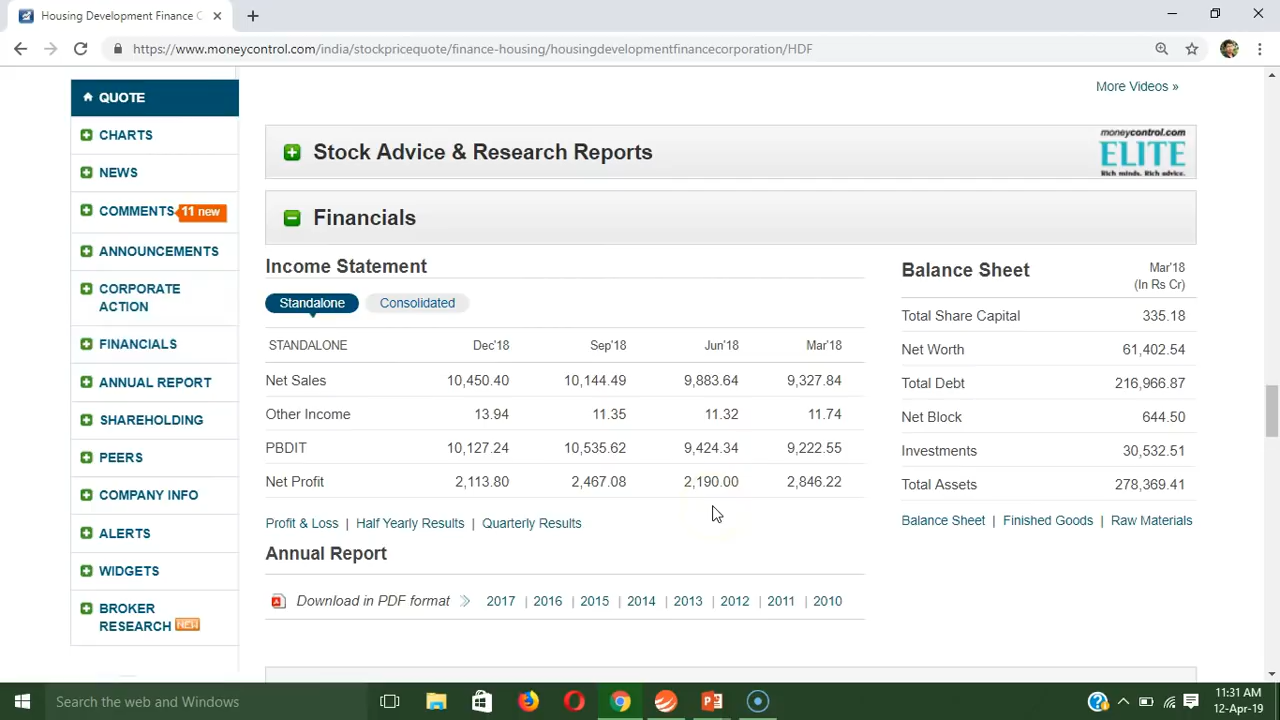 Housing Development Finance C
https://www.moneycontrol.com/india/stockpricequote/finance-housing/housingdevelopmentfinancecorporation/HDF
QUOTE
CHARTS
NEWS
COMMENTS 11 new
ANNOUNCEMENTS
CORPORATE
ACTION
FINANCIALS
ANNUAL REPORT
SHAREHOLDING
PEERS
COMPANY INFO
ALERTS
WIDGETS
BROKER
RESEARCH NEW
More Videos »
Stock Advice & Research Reports
moneycontrol.com
ELITE
Rich minds. Rich advice.
Financials
Income Statement
Standalone Consolidated
STANDALONE Dec'18 Sep'18 Jun'18 Mar'18
Net Sales 10,450.40 10,144.49 9,883.64 9,327.84
Other Income 13.94 11.35 11.32 11.74
PBDIT 10,127.24 10,535.62 9,424.34 9,222.55
Net Profit 2,113.80 2,467.08 2,190.00 2,846.22
Profit & Loss | Half Yearly Results | Quarterly Results
Balance Sheet Mar'18
(In Rs Cr)
Total Share Capital 335.18
Net Worth 61,402.54
Total Debt 216,966.87
Net Block 644.50
Investments 30,532.51
Total Assets 278,369.41
Balance Sheet | Finished Goods | Raw Materials
Annual Report
Download in PDF format 2017 | 2016 | 2015 | 2014 | 2013 | 2012 | 2011 | 2010
Search the web and Windows
11:31 AM
12-Apr-19